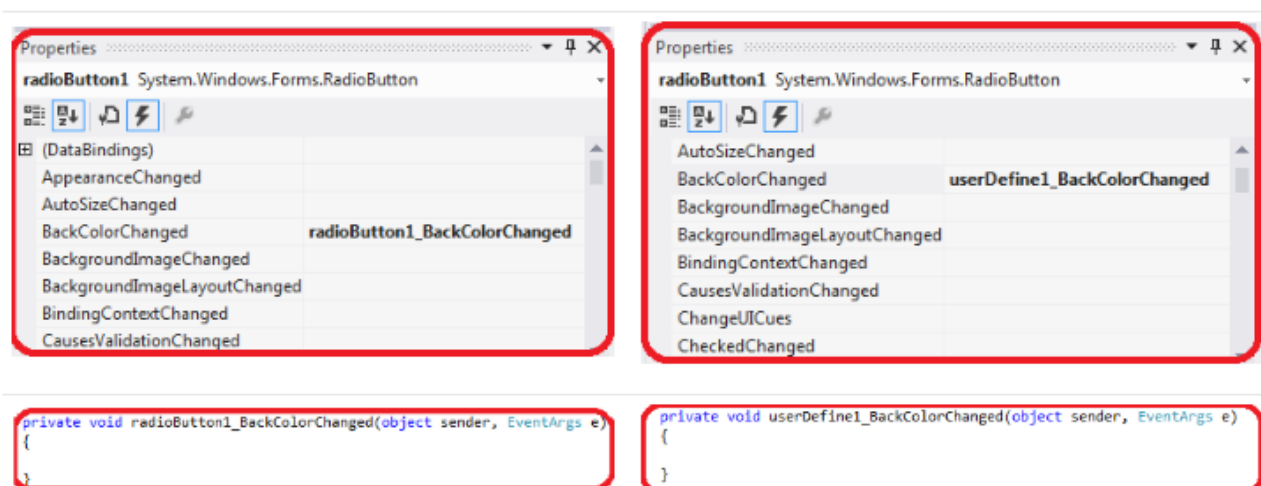 Properties
radioButton1 System.Windows.Forms.RadioButton
(DataBindings)
AppearanceChanged
AutoSizeChanged
BackColorChanged radioButton1_BackColorChanged
BackgroundImageChanged
BackgroundImageLayoutChanged
BindingContextChanged
CausesValidationChanged
Properties
radioButton1 System.Windows.Forms.RadioButton
AutoSizeChanged
BackColorChanged userDefine1_BackColorChanged
BackgroundImageChanged
BackgroundImageLayoutChanged
BindingContextChanged
CausesValidationChanged
ChangeUICues
CheckedChanged
private void radioButton1_BackColorChanged(object sender, EventArgs e)
{
}
private void userDefine1_BackColorChanged(object sender, EventArgs e)
{
}